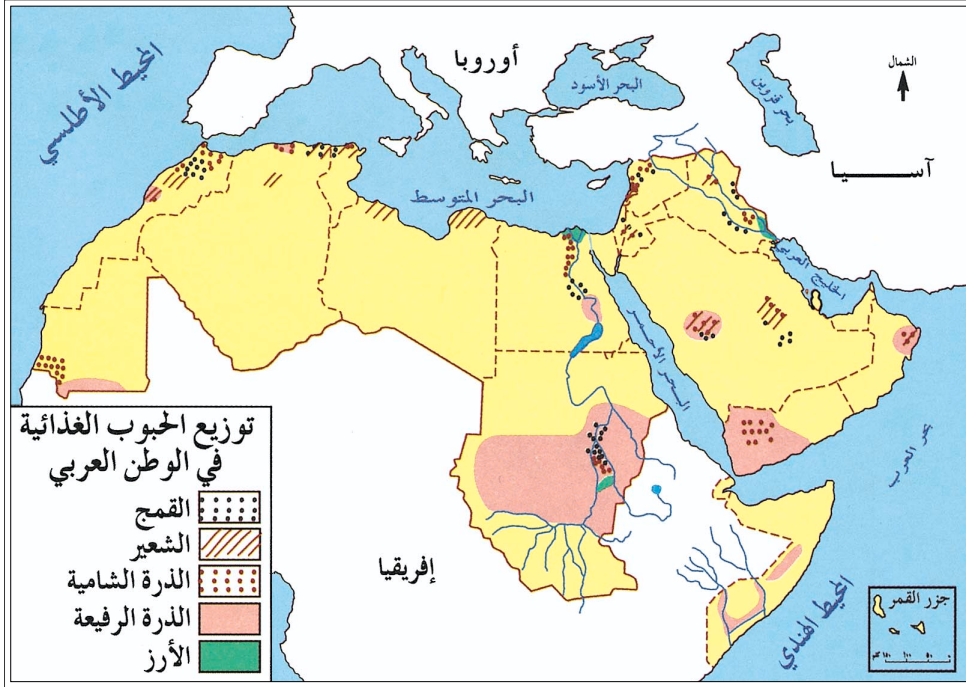 المحيط الأطلسي
أوروبا
البحر الأسود
بحر قزوين
الشمال
آسـيا
البحر المتوسط
الخليج العربي
البحر الأحمر
بحر العرب
توزيع الحبوب الغذائية
في الوطن العربي
القمح
الشعير
الذرة الشامية
الذرة الرفيعة
الأرز
إفريقيا
المحيط الهندي
جزر القمر